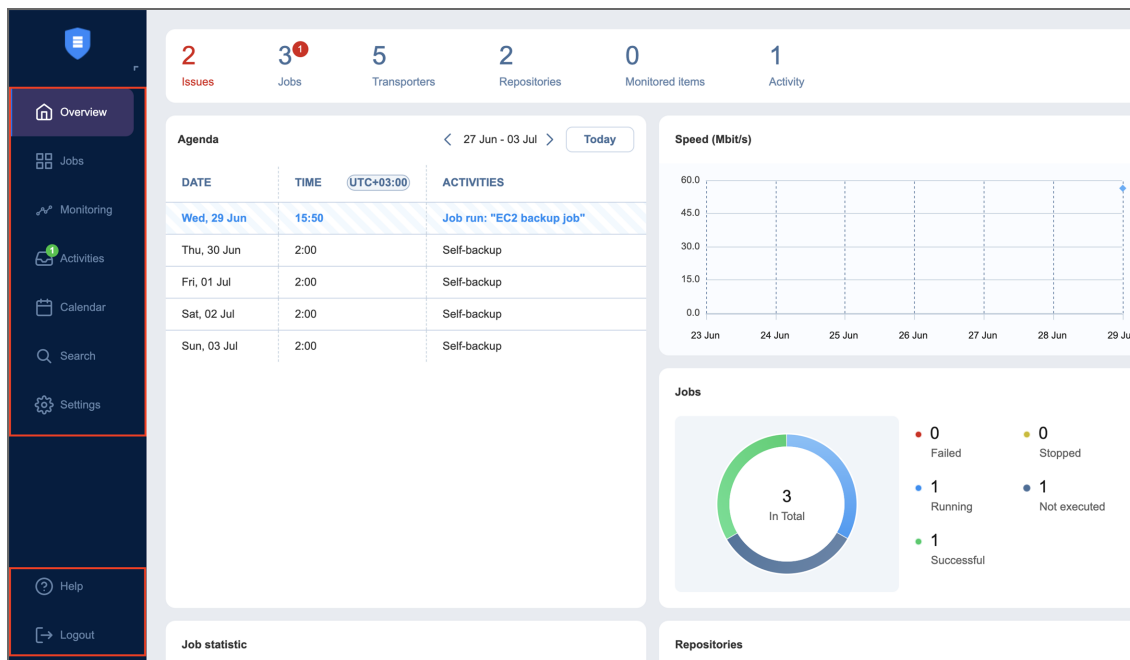 2
Issues
3 1
Jobs
5
Transporters
2
Repositories
0
Monitored items
1
Activity
Overview
Jobs
Monitoring
1
Activities
Calendar
Search
Settings
Help
Logout
Agenda
27 Jun - 03 Jul
Today
DATE TIME UTC+03:00 ACTIVITIES
Wed, 29 Jun 15:50 Job run: "EC2 backup job"
Thu, 30 Jun 2:00 Self-backup
Fri, 01 Jul 2:00 Self-backup
Sat, 02 Jul 2:00 Self-backup
Sun, 03 Jul 2:00 Self-backup
Speed (Mbit/s)
60.0
45.0
30.0
15.0
0.0
23 Jun 24 Jun 25 Jun 26 Jun 27 Jun 28 Jun 29 Ju
Jobs
3
In Total
0
Failed
0
Stopped
1
Running
1
Not executed
1
Successful
Job statistic
Repositories